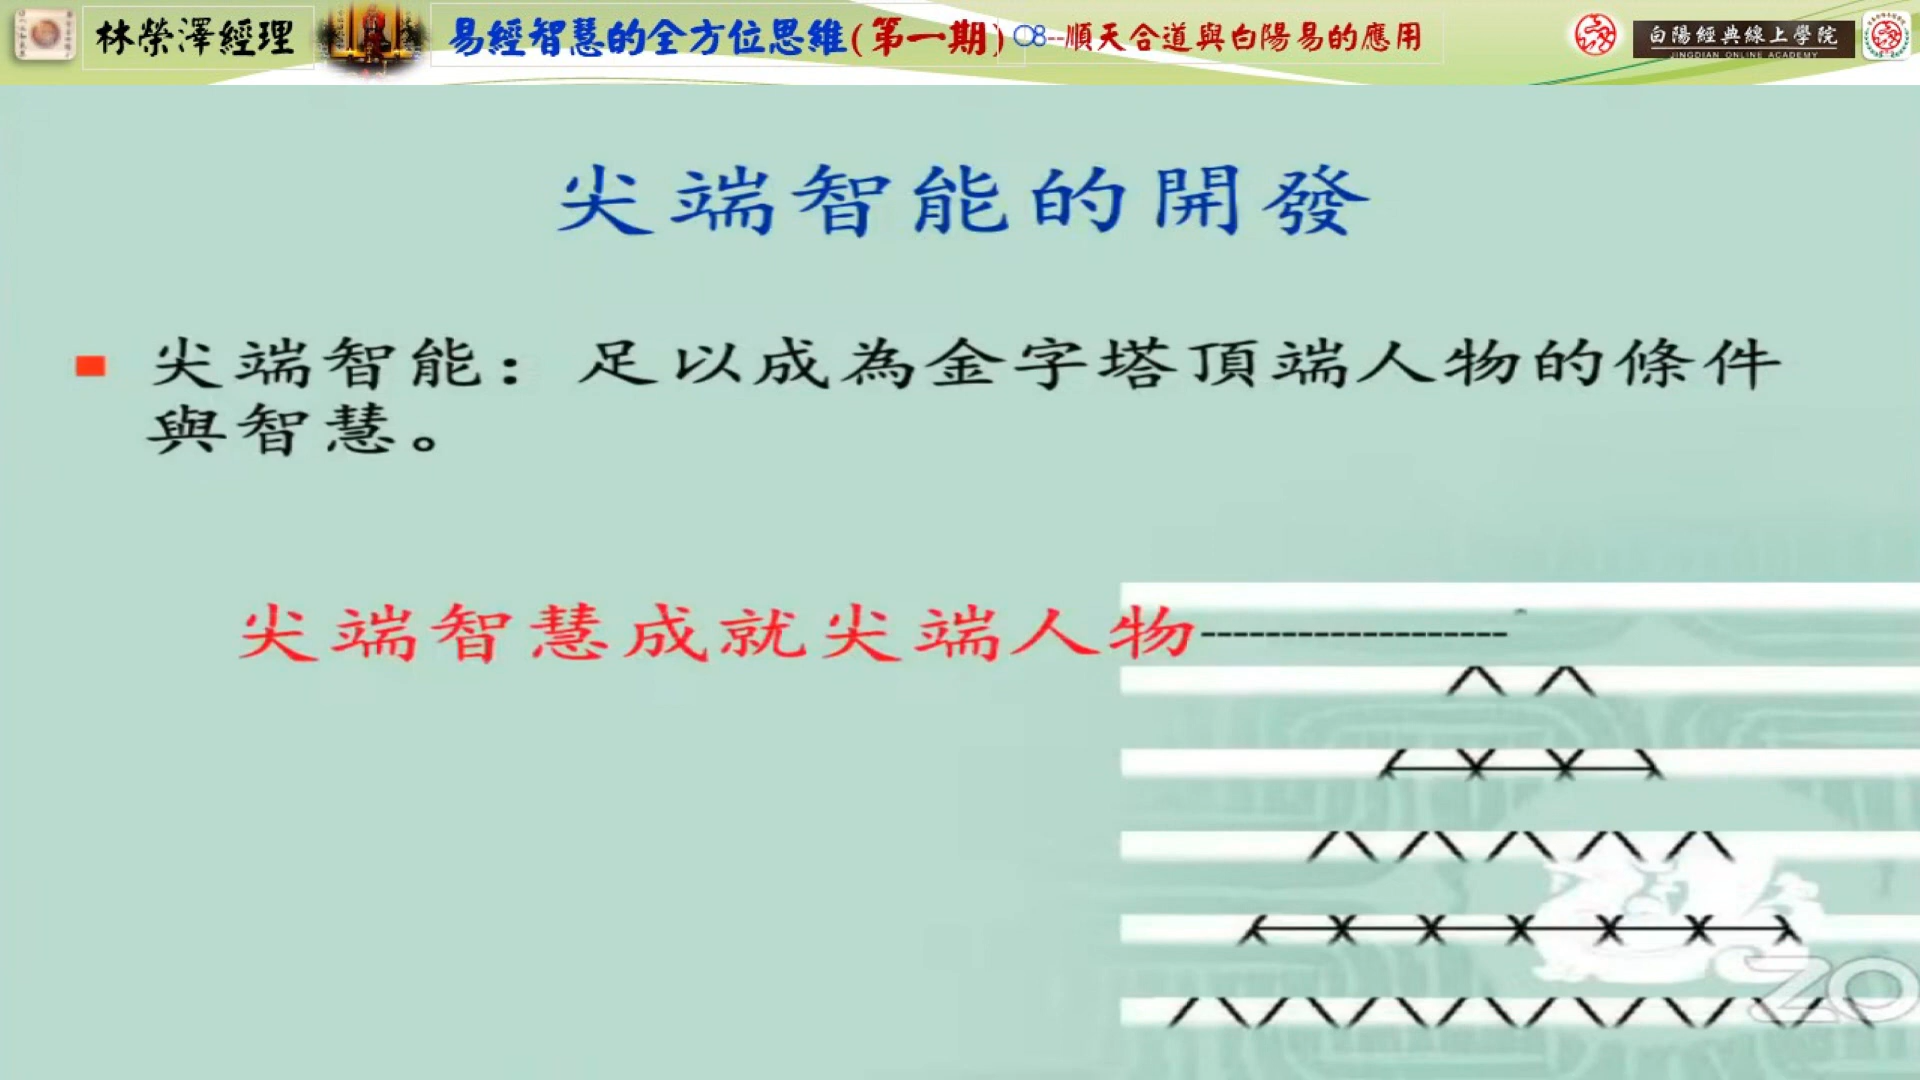 林榮澤經理
易經智慧的全方位思維(第一期)
08--順天合道與白陽易的應用
白陽經典線上學院
JINGDIAN ONLINE ACADEMY
尖端智能的開發
尖端智能：足以成為金字塔頂端人物的條件
與智慧。
尖端智慧成就尖端人物--------------------